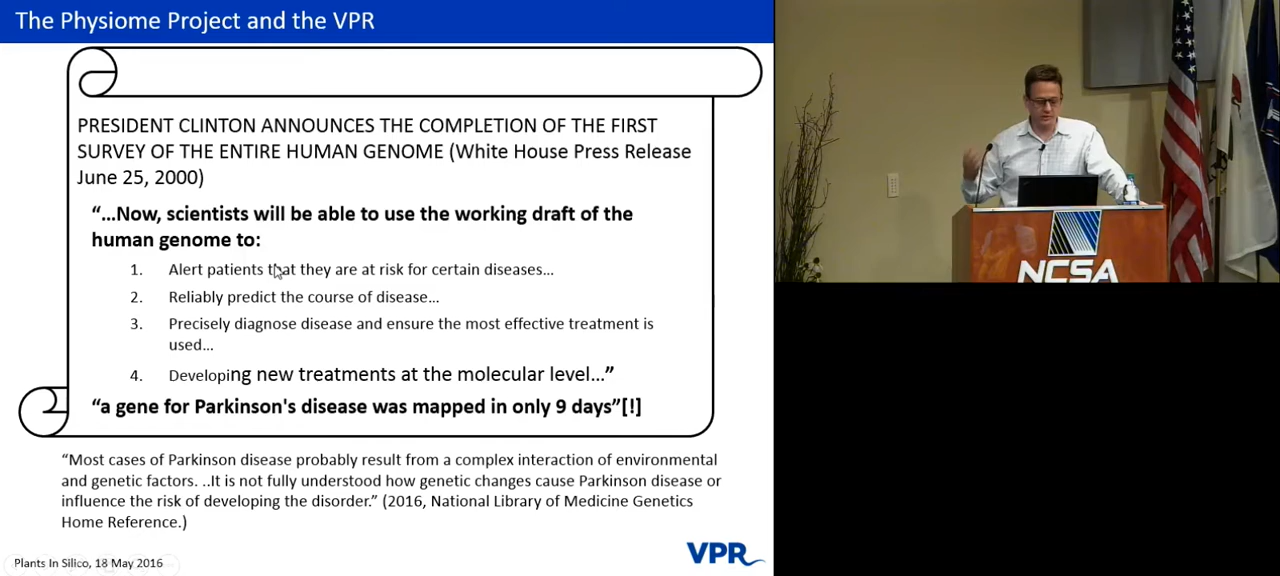 The Physiome Project and the VPR
PRESIDENT CLINTON ANNOUNCES THE COMPLETION OF THE FIRST
SURVEY OF THE ENTIRE HUMAN GENOME (White House Press Release
June 25, 2000)
“…Now, scientists will be able to use the working draft of the
human genome to:
1. Alert patients that they are at risk for certain diseases…
2. Reliably predict the course of disease…
3. Precisely diagnose disease and ensure the most effective treatment is
used…
4. Developing new treatments at the molecular level…”
“a gene for Parkinson's disease was mapped in only 9 days”[!]
“Most cases of Parkinson disease probably result from a complex interaction of environmental
and genetic factors. ..It is not fully understood how genetic changes cause Parkinson disease or
influence the risk of developing the disorder.” (2016, National Library of Medicine Genetics
Home Reference.)
Plants In Silico, 18 May 2016
VPR
NCSA